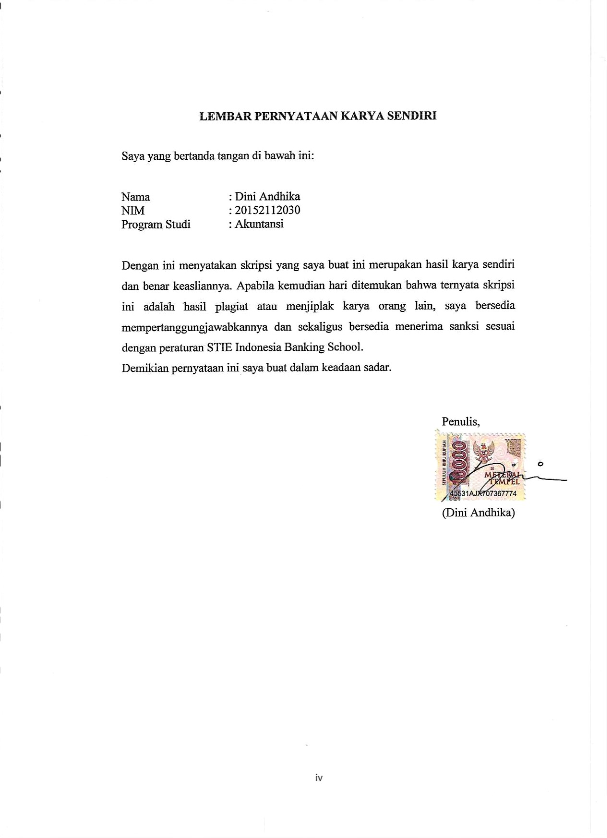 LEMBAR PERNYATAAN KARYA SENDIRI
Saya yang bertanda tangan di bawah ini:
Nama : Dini Andhika
NIM : 20152112030
Program Studi : Akuntansi
Dengan ini menyatakan skripsi yang saya buat ini merupakan hasil karya sendiri
dan benar keasliannya. Apabila kemudian hari ditemukan bahwa ternyata skripsi
ini adalah hasil plagiat atau menjiplak karya orang lain, saya bersedia
mempertanggungjawabkannya dan sekaligus bersedia menerima sanksi sesuai
dengan peraturan STIE Indonesia Banking School.
Demikian pernyataan ini saya buat dalam keadaan sadar.
Penulis,
METERAI
TEMPEL
(Dini Andhika)
iv